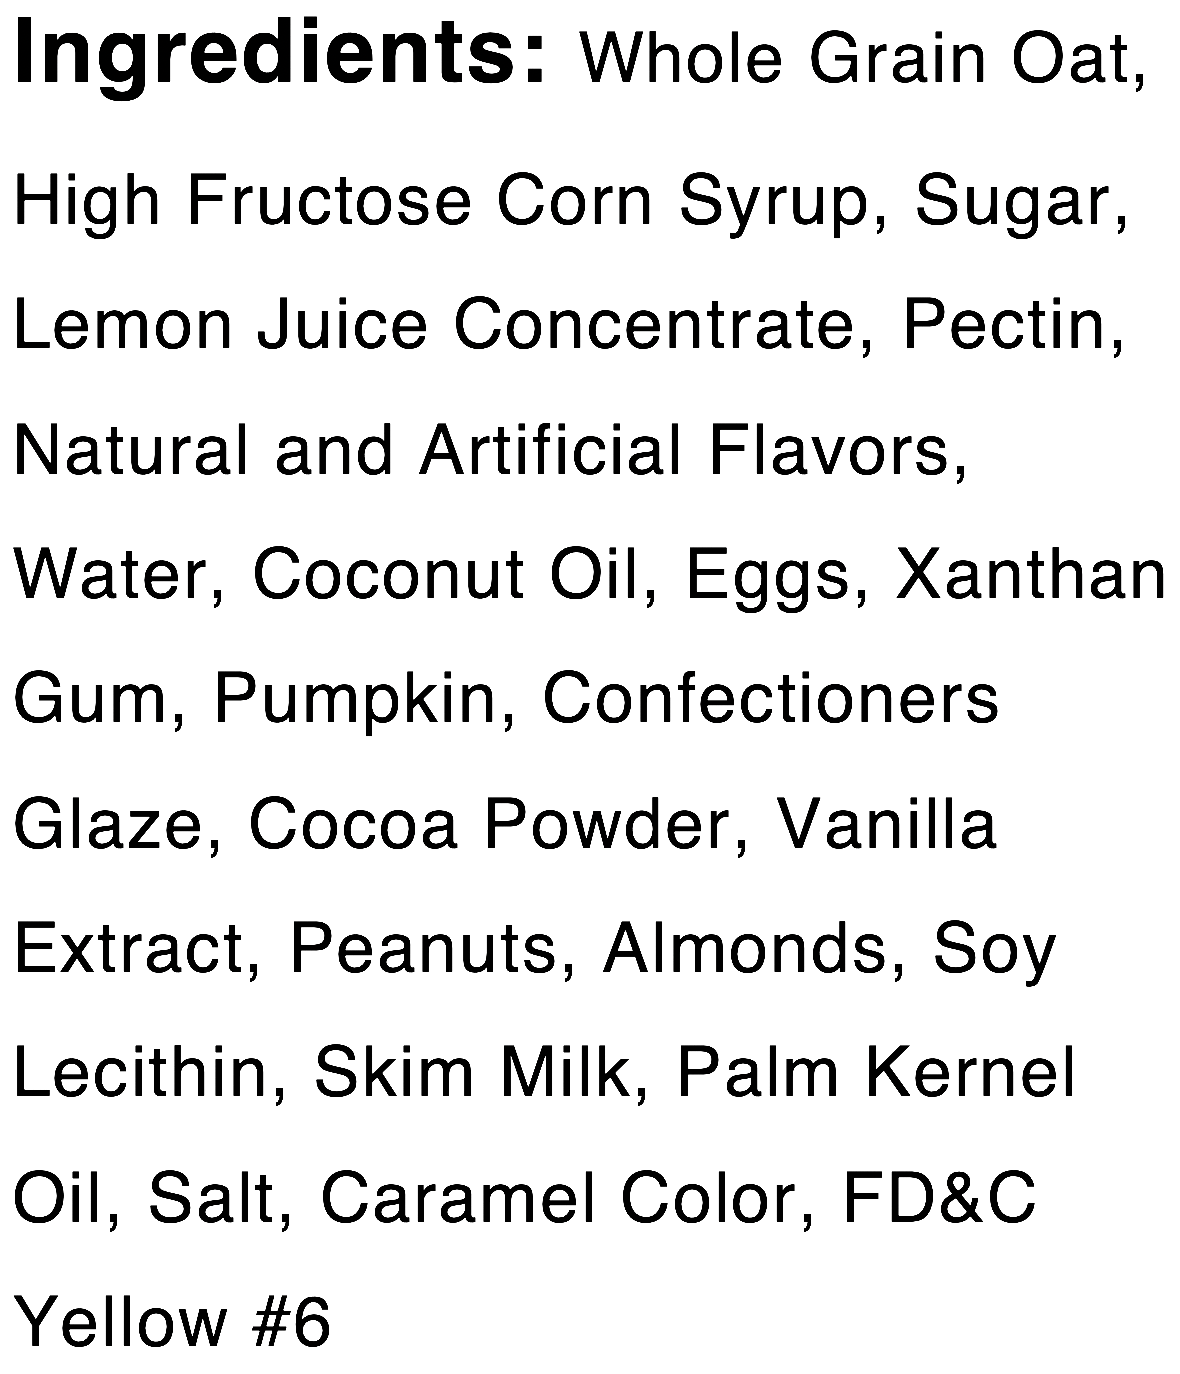 Ingredients: Whole Grain Oat,
High Fructose Corn Syrup, Sugar,
Lemon Juice Concentrate, Pectin,
Natural and Artificial Flavors,
Water, Coconut Oil, Eggs, Xanthan
Gum, Pumpkin, Confectioners
Glaze, Cocoa Powder, Vanilla
Extract, Peanuts, Almonds, Soy
Lecithin, Skim Milk, Palm Kernel
Oil, Salt, Caramel Color, FD&C
Yellow #6